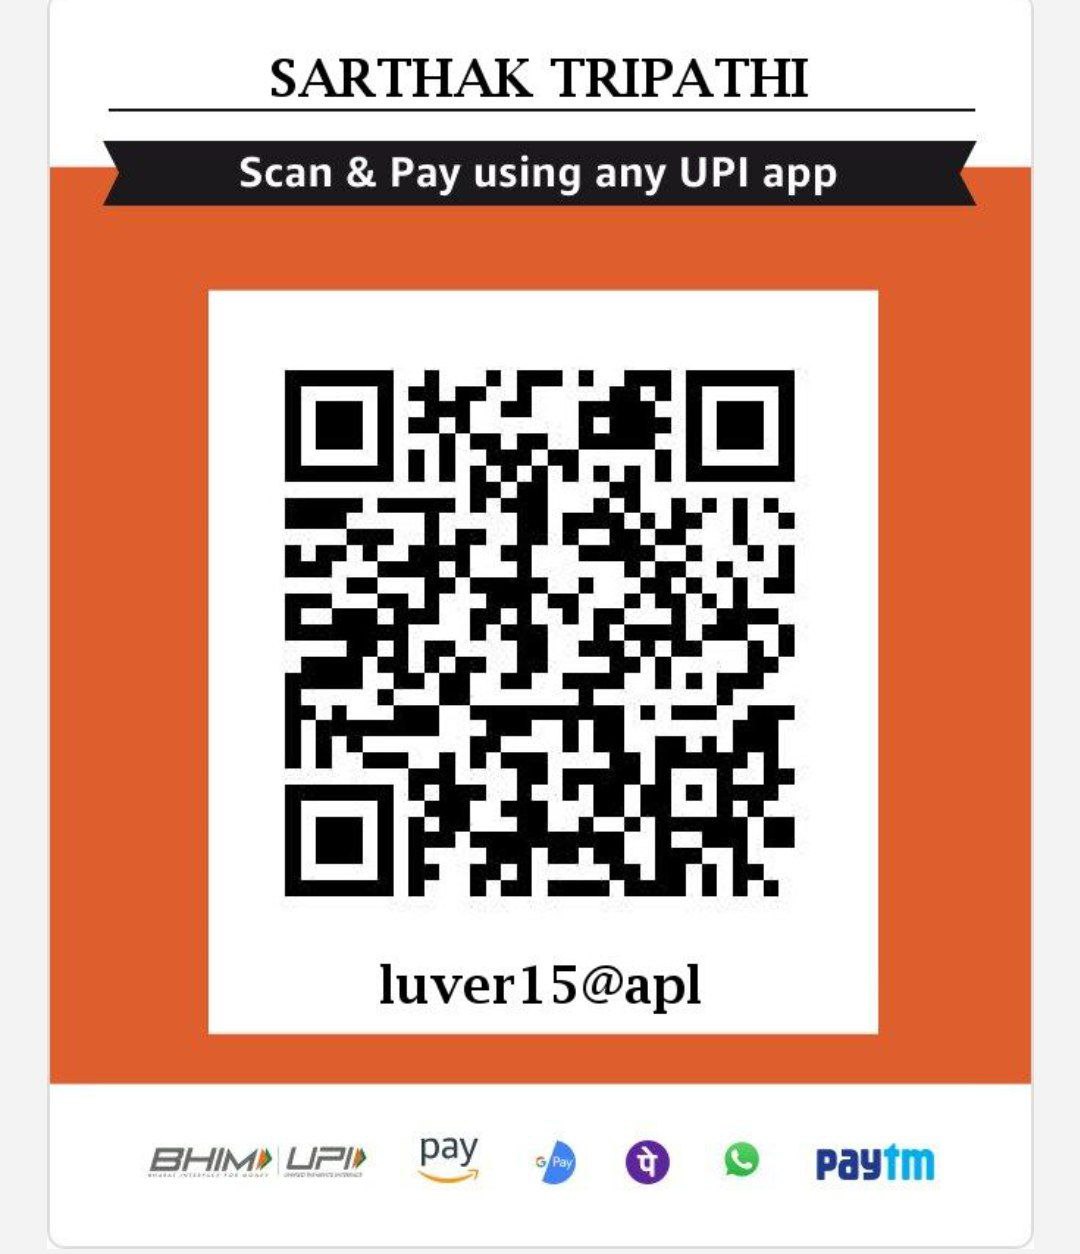 SARTHAK TRIPATHI
Scan & Pay using any UPI app
luver15@apl
BHIM UPI pay G Pay पे paytm